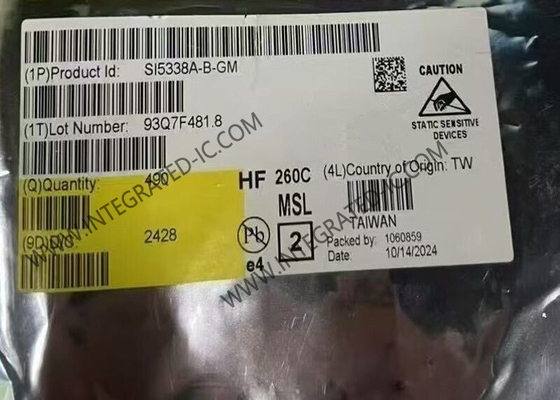 (1P)Product Id: SI5338A-B-GM
CAUTION
(1T)Lot Number: 93Q7F481.8
STATIC SENSITIVE
DEVICES
(Q)Quantity: 490
HF 260C (4L)Country of Origin: TW
MSL
TAIWAN
2428
Pb
2
e4
Packed by: 1060859
Date: 10/14/2024
WWW.INTEGRATED-IC.COM
WWW.INTEGRATED-IC.COM